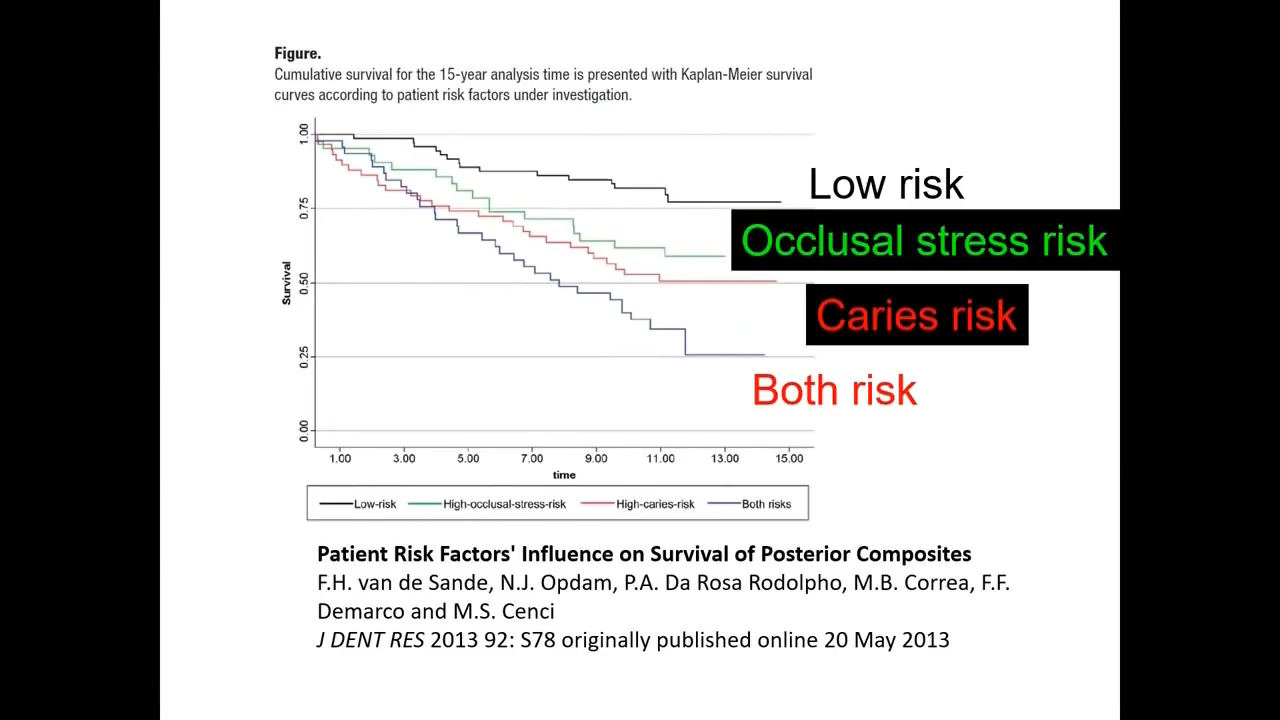 Figure.
Cumulative survival for the 15-year analysis time is presented with Kaplan-Meier survival
curves according to patient risk factors under investigation.
1.00
0.75
0.50
0.25
0.00
Survival
Low risk
Occlusal stress risk
Caries risk
Both risk
1.00 3.00 5.00 7.00 9.00 11.00 13.00 15.00
time
Low-risk High-occlusal-stress-risk High-caries-risk Both risks
Patient Risk Factors' Influence on Survival of Posterior Composites
F.H. van de Sande, N.J. Opdam, P.A. Da Rosa Rodolpho, M.B. Correa, F.F.
Demarco and M.S. Cenci
J DENT RES 2013 92: S78 originally published online 20 May 2013